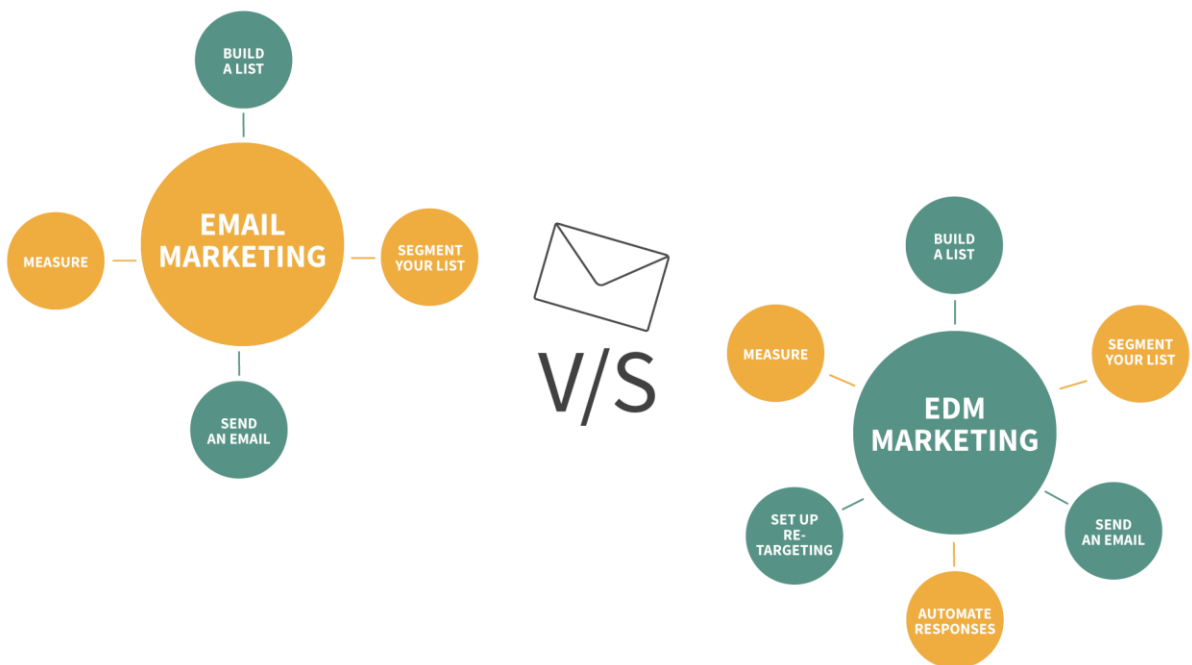 BUILD
A LIST
EMAIL
MARKETING
MEASURE
SEGMENT
YOUR LIST
SEND
AN EMAIL
V/S
BUILD
A LIST
MEASURE
SEGMENT
YOUR LIST
EDM
MARKETING
SET UP
RE-
TARGETING
SEND
AN EMAIL
AUTOMATE
RESPONSES